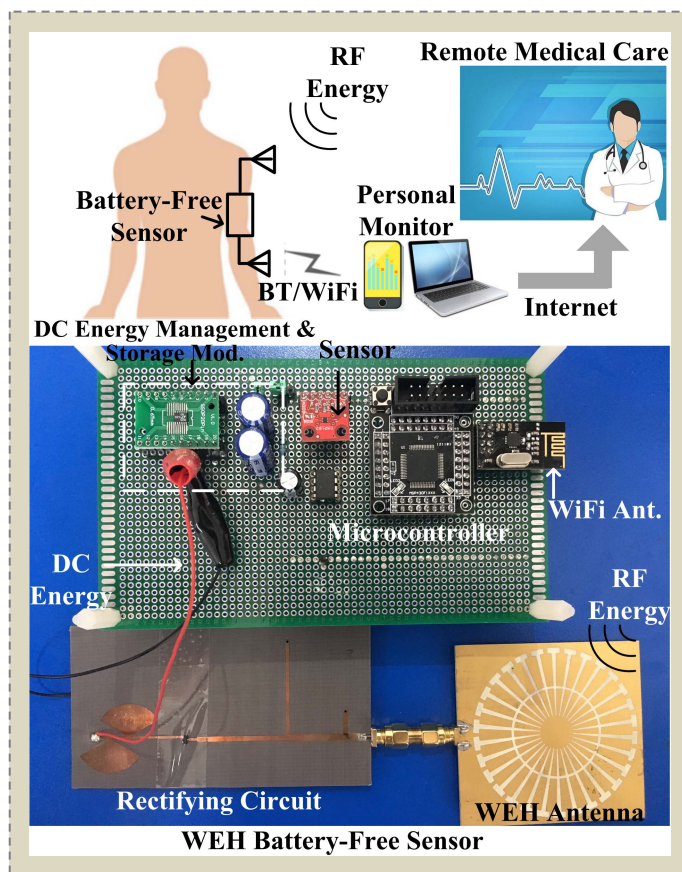 RF
Energy
Remote Medical Care
Battery-Free
Sensor
Personal
Monitor
BT/WiFi
Internet
DC Energy Management &
Storage Mod.
Sensor
WiFi Ant.
Microcontroller
DC
Energy
RF
Energy
Rectifying Circuit
WEH Antenna
WEH Battery-Free Sensor